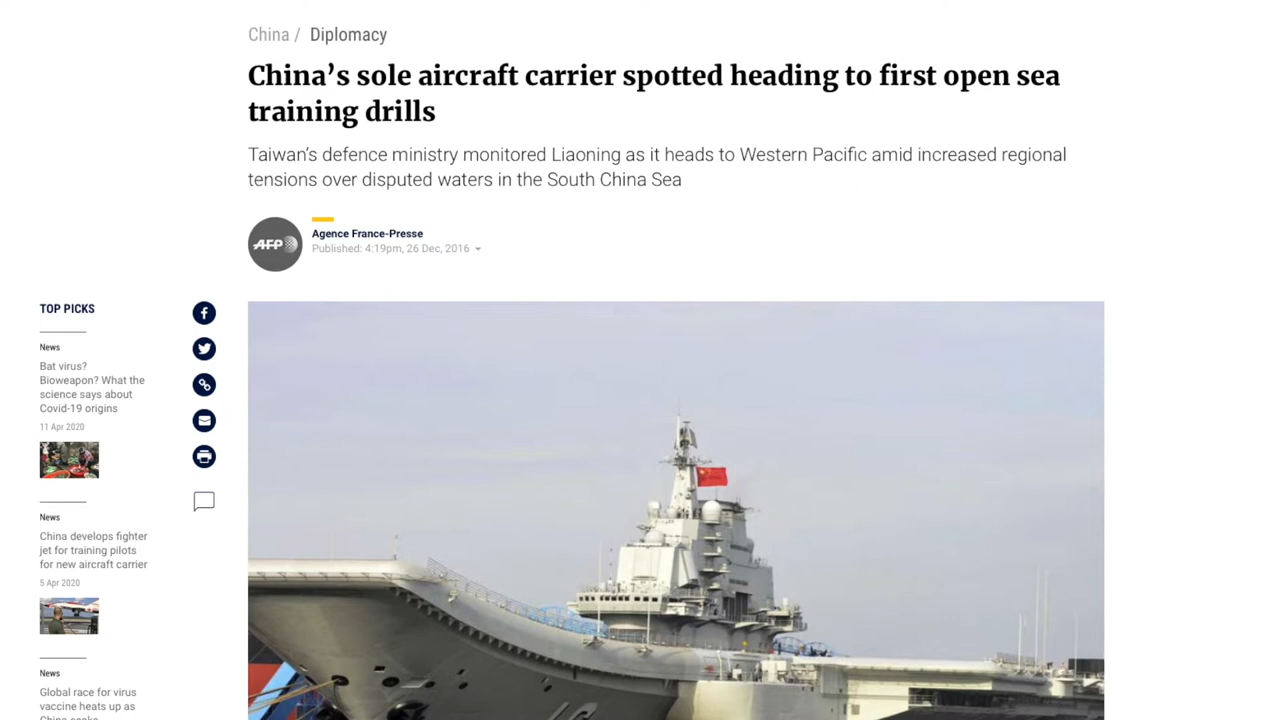 China / Diplomacy
China’s sole aircraft carrier spotted heading to first open sea
training drills
Taiwan’s defence ministry monitored Liaoning as it heads to Western Pacific amid increased regional
tensions over disputed waters in the South China Sea
AFP
Agence France-Presse
Published: 4:19pm, 26 Dec, 2016
TOP PICKS
News
Bat virus?
Bioweapon? What the
science says about
Covid-19 origins
11 Apr 2020
News
China develops fighter
jet for training pilots
for new aircraft carrier
5 Apr 2020
News
Global race for virus
vaccine heats up as
China seeks
16